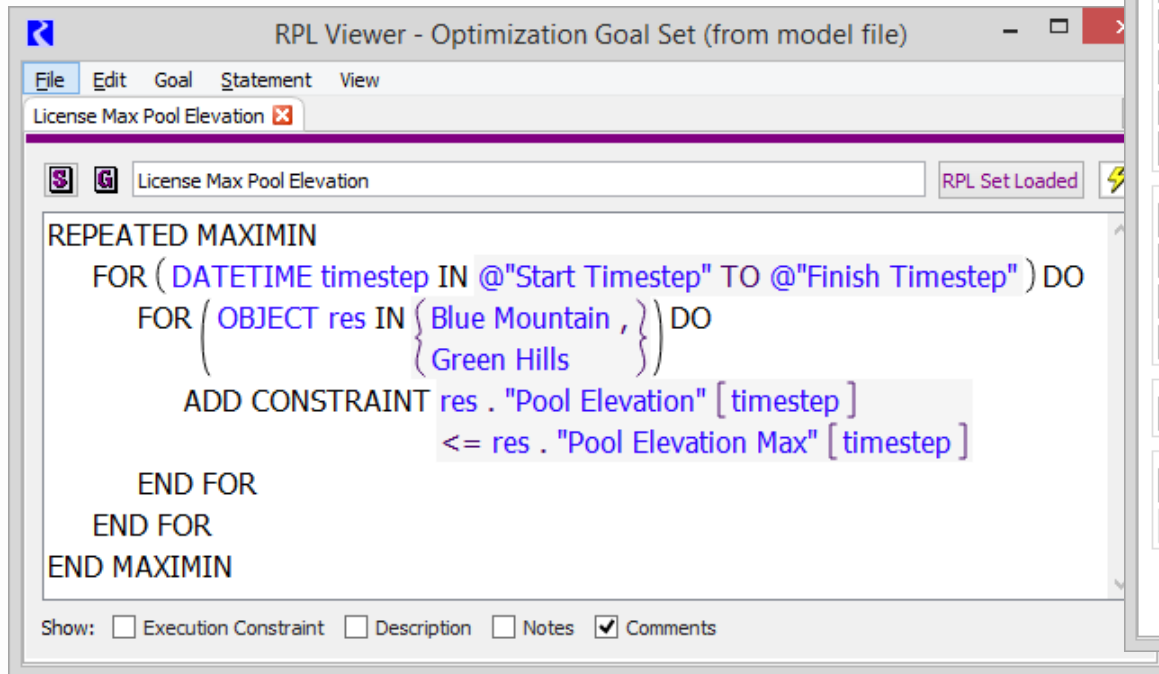 RPL Viewer - Optimization Goal Set (from model file)
File Edit Goal Statement View
License Max Pool Elevation
S G License Max Pool Elevation RPL Set Loaded
REPEATED MAXIMIN
FOR ( DATETIME timestep IN @"Start Timestep" TO @"Finish Timestep" ) DO
FOR ( OBJECT res IN { Blue Mountain ,
Green Hills } ) DO
ADD CONSTRAINT res . "Pool Elevation" [ timestep ]
<= res . "Pool Elevation Max" [ timestep ]
END FOR
END FOR
END MAXIMIN
Show: Execution Constraint Description Notes Comments